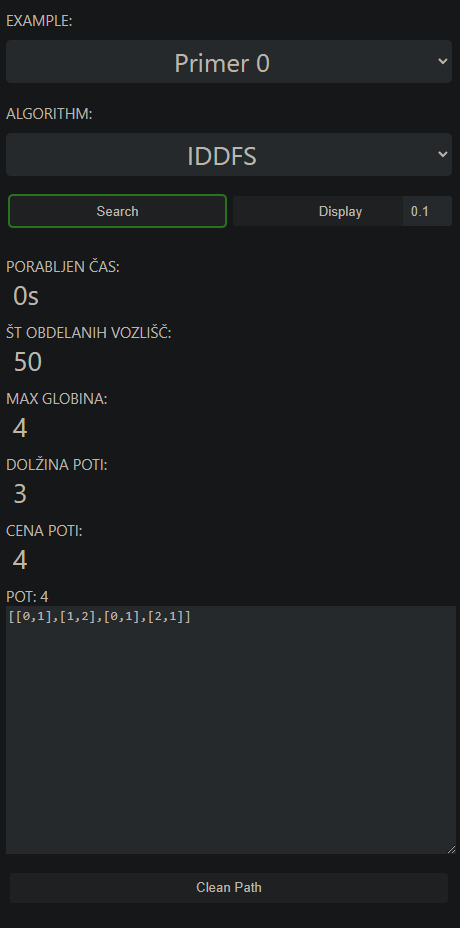 EXAMPLE:
Primer 0
ALGORITHM:
IDDFS
Search Display 0.1
PORABLJEN ČAS:
0s
ŠT OBDELANIH VOZLIŠČ:
50
MAX GLOBINA:
4
DOLŽINA POTI:
3
CENA POTI:
4
POT: 4
[[0,1],[1,2],[0,1],[2,1]]
Clean Path